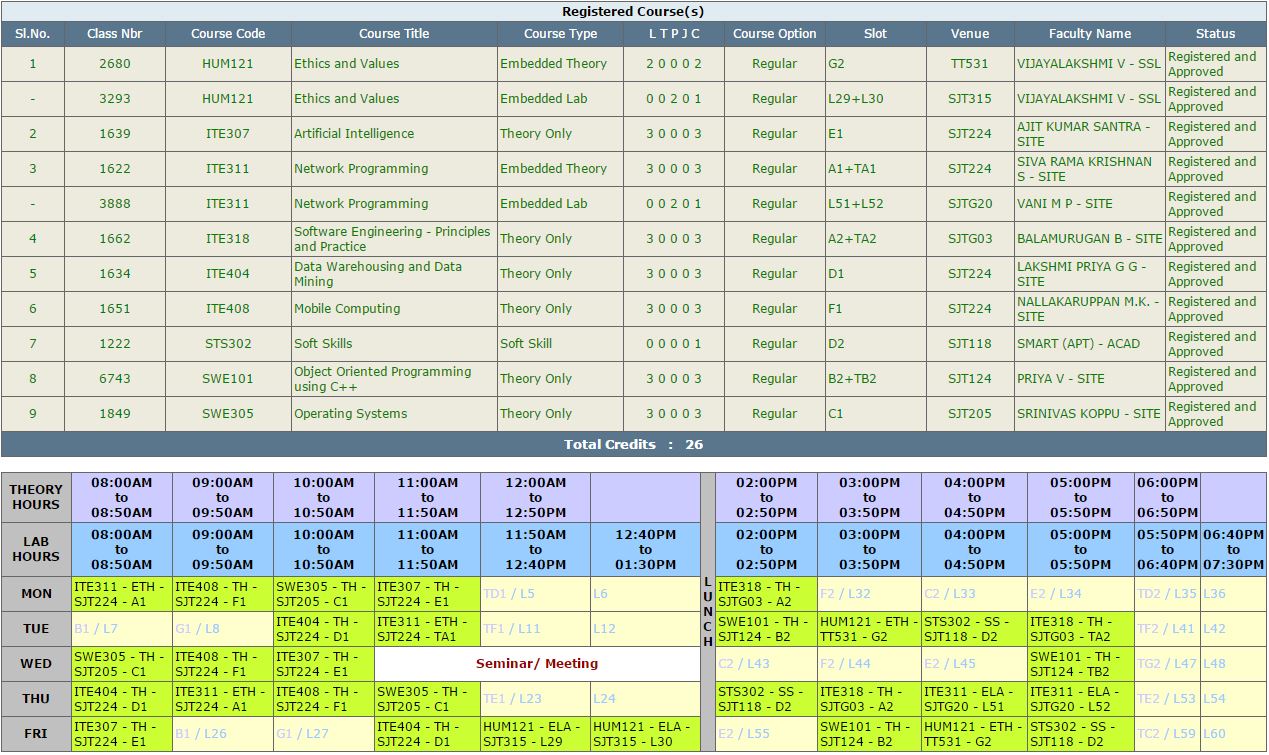 Registered Course(s)
Sl.No. Class Nbr Course Code Course Title Course Type L T P J C Course Option Slot Venue Faculty Name Status
1 2680 HUM121 Ethics and Values Embedded Theory 2 0 0 0 2 Regular G2 TT531 VIJAYALAKSHMI V - SSL Registered and Approved
- 3293 HUM121 Ethics and Values Embedded Lab 0 0 2 0 1 Regular L29+L30 SJT315 VIJAYALAKSHMI V - SSL Registered and Approved
2 1639 ITE307 Artificial Intelligence Theory Only 3 0 0 0 3 Regular E1 SJT224 AJIT KUMAR SANTRA - SITE Registered and Approved
3 1622 ITE311 Network Programming Embedded Theory 3 0 0 0 3 Regular A1+TA1 SJT224 SIVA RAMA KRISHNAN S - SITE Registered and Approved
- 3888 ITE311 Network Programming Embedded Lab 0 0 2 0 1 Regular L51+L52 SJTG20 VANI M P - SITE Registered and Approved
4 1662 ITE318 Software Engineering - Principles and Practice Theory Only 3 0 0 0 3 Regular A2+TA2 SJTG03 BALAMURUGAN B - SITE Registered and Approved
5 1634 ITE404 Data Warehousing and Data Mining Theory Only 3 0 0 0 3 Regular D1 SJT224 LAKSHMI PRIYA G G - SITE Registered and Approved
6 1651 ITE408 Mobile Computing Theory Only 3 0 0 0 3 Regular F1 SJT224 NALLAKARUPPAN M.K. - SITE Registered and Approved
7 1222 STS302 Soft Skills Soft Skill 0 0 0 0 1 Regular D2 SJT118 SMART (APT) - ACAD Registered and Approved
8 6743 SWE101 Object Oriented Programming using C++ Theory Only 3 0 0 0 3 Regular B2+TB2 SJT124 PRIYA V - SITE Registered and Approved
9 1849 SWE305 Operating Systems Theory Only 3 0 0 0 3 Regular C1 SJT205 SRINIVAS KOPPU - SITE Registered and Approved
Total Credits : 26
THEORY HOURS 08:00AM to 08:50AM 09:00AM to 09:50AM 10:00AM to 10:50AM 11:00AM to 11:50AM 12:00AM to 12:50PM LUNCH 02:00PM to 02:50PM 03:00PM to 03:50PM 04:00PM to 04:50PM 05:00PM to 05:50PM 06:00PM to 06:50PM
LAB HOURS 08:00AM to 08:50AM 09:00AM to 09:50AM 10:00AM to 10:50AM 11:00AM to 11:50AM 11:50AM to 12:40PM 12:40PM to 01:30PM 02:00PM to 02:50PM 03:00PM to 03:50PM 04:00PM to 04:50PM 05:00PM to 05:50PM 05:50PM to 06:40PM 06:40PM to 07:30PM
MON ITE311 - ETH - SJT224 - A1 ITE408 - TH - SJT224 - F1 SWE305 - TH - SJT205 - C1 ITE307 - TH - SJT224 - E1 TD1 / L5 L6 ITE318 - TH - SJTG03 - A2 F2 / L32 C2 / L33 E2 / L34 TD2 / L35 L36
TUE B1 / L7 G1 / L8 ITE404 - TH - SJT224 - D1 ITE311 - ETH - SJT224 - TA1 TF1 / L11 L12 SWE101 - TH - SJT124 - B2 HUM121 - ETH - TT531 - G2 STS302 - SS - SJT118 - D2 ITE318 - TH - SJTG03 - TA2 TF2 / L41 L42
WED SWE305 - TH - SJT205 - C1 ITE408 - TH - SJT224 - F1 ITE307 - TH - SJT224 - E1 Seminar/ Meeting C2 / L43 F2 / L44 E2 / L45 SWE101 - TH - SJT124 - TB2 TG2 / L47 L48
THU ITE404 - TH - SJT224 - D1 ITE311 - ETH - SJT224 - A1 ITE408 - TH - SJT224 - F1 SWE305 - TH - SJT205 - C1 TE1 / L23 L24 STS302 - SS - SJT118 - D2 ITE318 - TH - SJTG03 - A2 ITE311 - ELA - SJTG20 - L51 ITE311 - ELA - SJTG20 - L52 TE2 / L53 L54
FRI ITE307 - TH - SJT224 - E1 B1 / L26 G1 / L27 ITE404 - TH - SJT224 - D1 HUM121 - ELA - SJT315 - L29 HUM121 - ELA - SJT315 - L30 E2 / L55 SWE101 - TH - SJT124 - B2 HUM121 - ETH - TT531 - G2 STS302 - SS - SJT118 - D2 TC2 / L59 L60